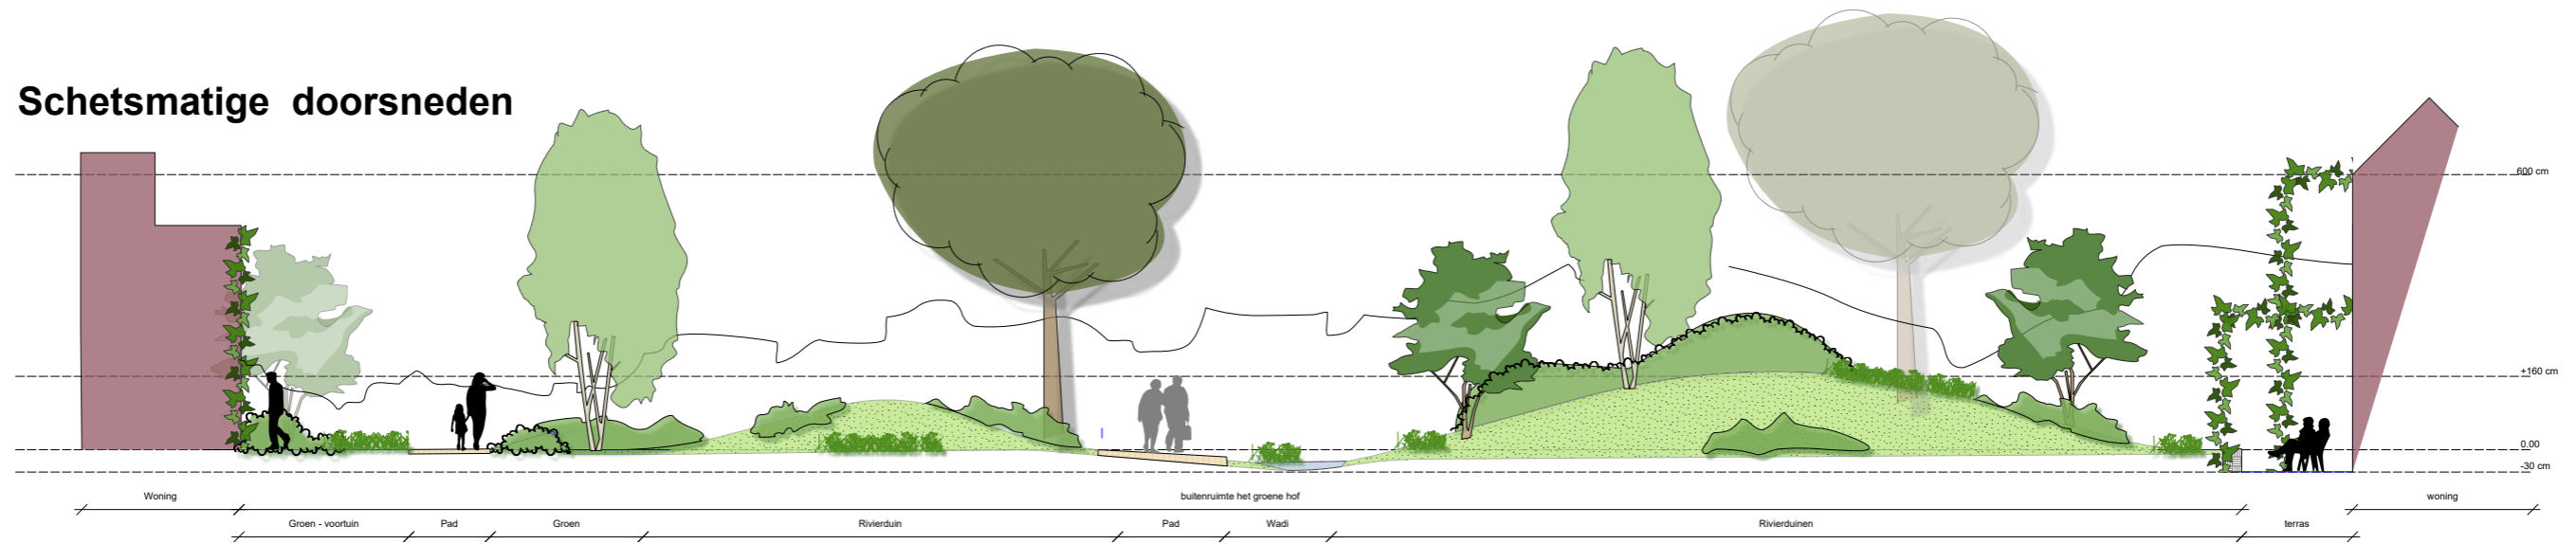 Schetsmatige doorsneden
600 cm
+160 cm
0.00
-30 cm
Woning
buitenruimte het groene hof
woning
Groen - voortuin
Pad
Groen
Rivierduin
Pad
Wadi
Rivierduinen
terras